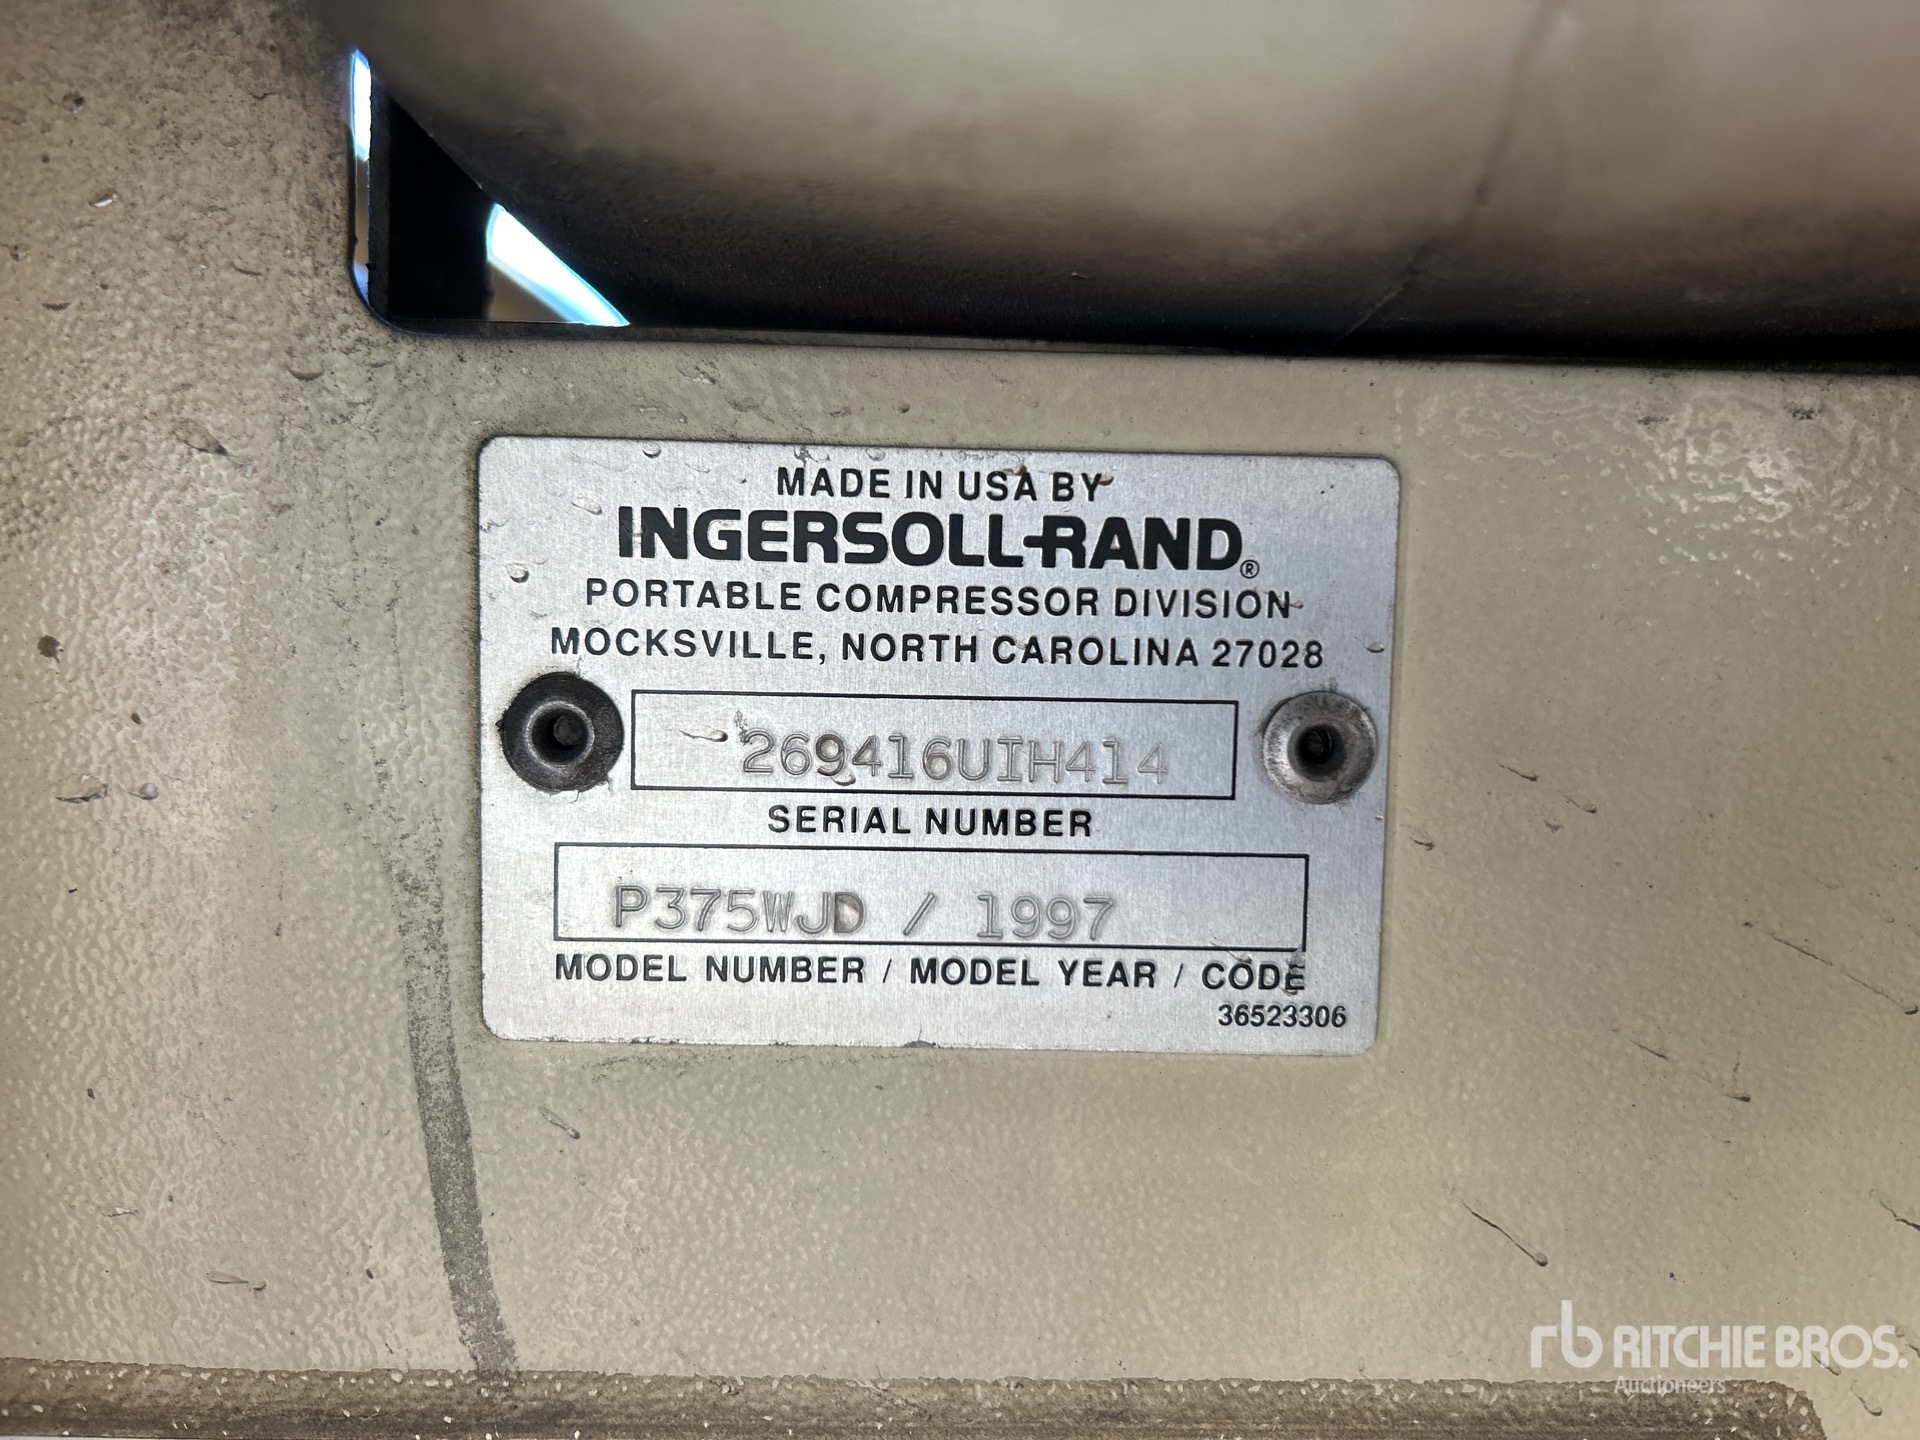 MADE IN USA BY
INGERSOLL-RAND®
PORTABLE COMPRESSOR DIVISION
MOCKSVILLE, NORTH CAROLINA 27028
269416UIH414
SERIAL NUMBER
P375WJD / 1997
MODEL NUMBER / MODEL YEAR / CODE
36523306
rb RITCHIE BROS.
Auctioneers